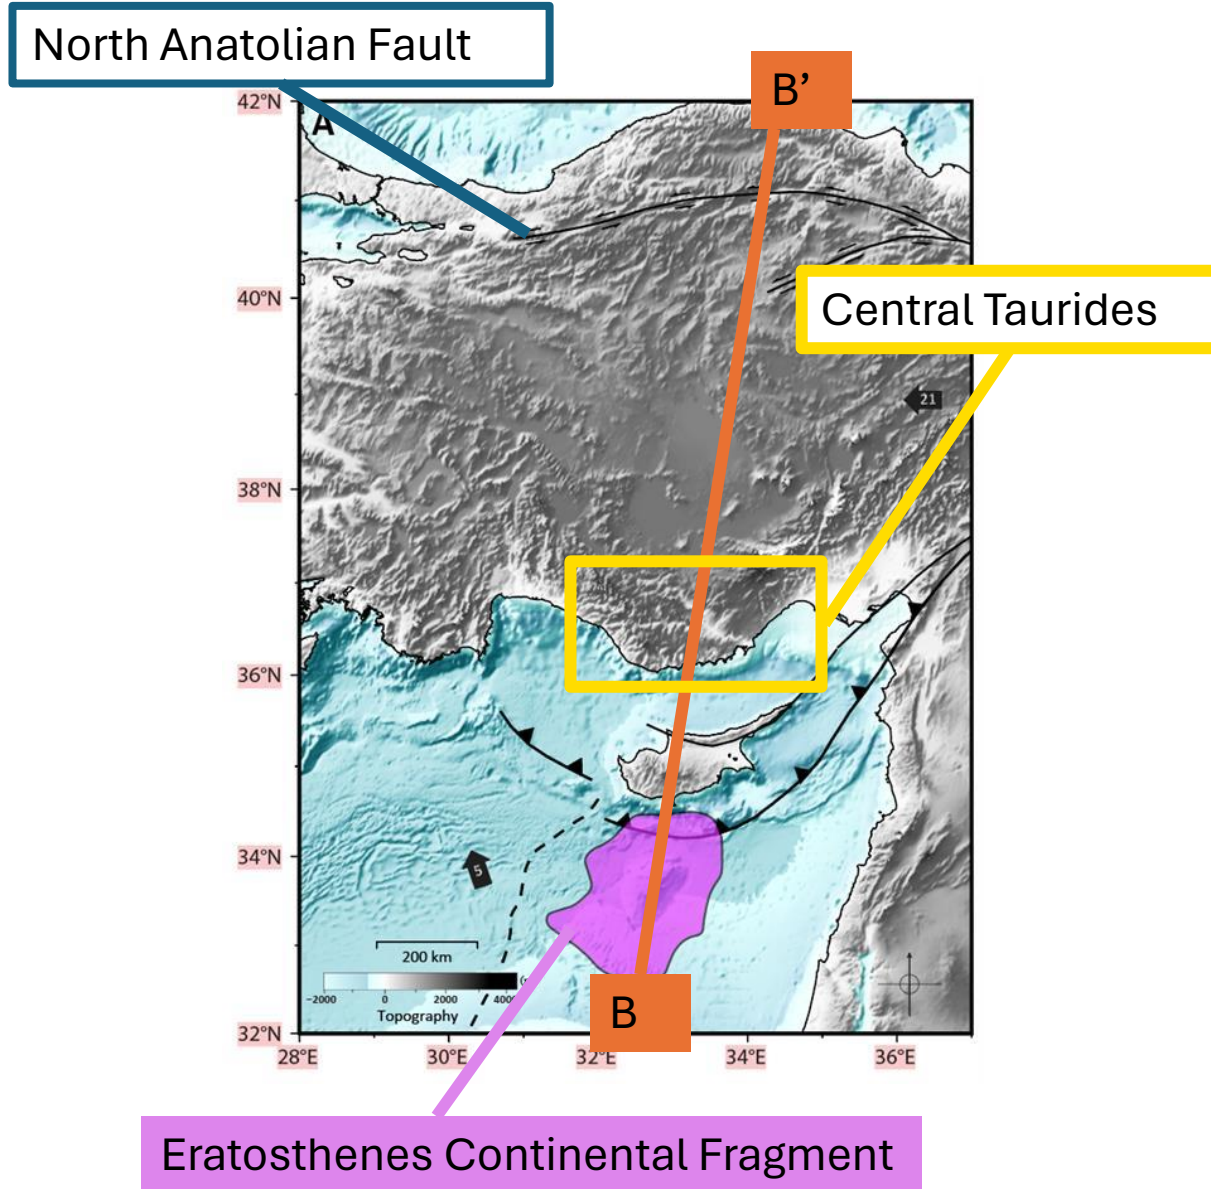 North Anatolian Fault
B’
42°N
A
40°N
Central Taurides
21
38°N
36°N
34°N
5
200 km
−2000 0 2000 4000
Topography
B
32°N
28°E 30°E 32°E 34°E 36°E
Eratosthenes Continental Fragment